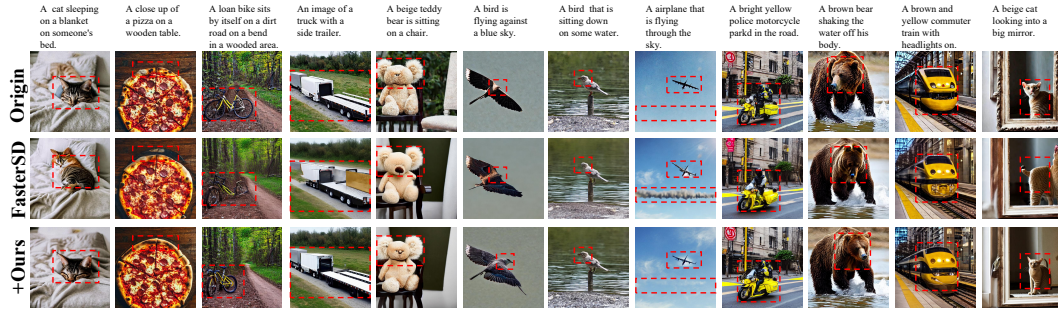 A cat sleeping
on a blanket
on someone's
bed.
A close up of
a pizza on a
wooden table.
A loan bike sits
by itself on a dirt
road on a bend
in a wooded area.
An image of a
truck with a
side trailer.
A beige teddy
bear is sitting
on a chair.
A bird is
flying against
a blue sky.
A bird that is
sitting down
on some water.
A airplane that
is flying
through the
sky.
A bright yellow
police motorcycle
parkd in the road.
A brown bear
shaking the
water off his
body.
A brown and
yellow commuter
train with
headlights on.
A beige cat
looking into a
big mirror.
Origin
FasterSD
+Ours